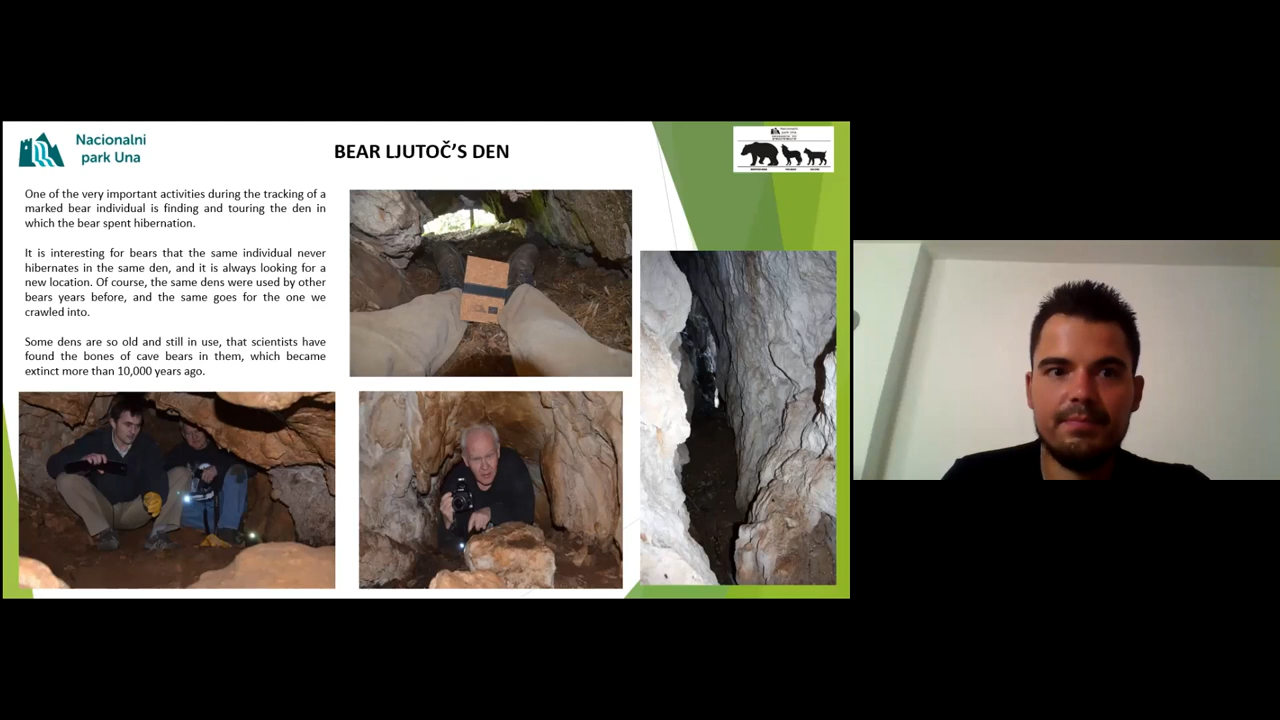 Nacionalni
park Una
BEAR LJUTOČ'S DEN
One of the very important activities during the tracking of a
marked bear individual is finding and touring the den in
which the bear spent hibernation.
It is interesting for bears that the same individual never
hibernates in the same den, and it is always looking for a
new location. Of course, the same dens were used by other
bears years before, and the same goes for the one we
crawled into.
Some dens are so old and still in use, that scientists have
found the bones of cave bears in them, which became
extinct more than 10,000 years ago.
Nacionalni
park Una